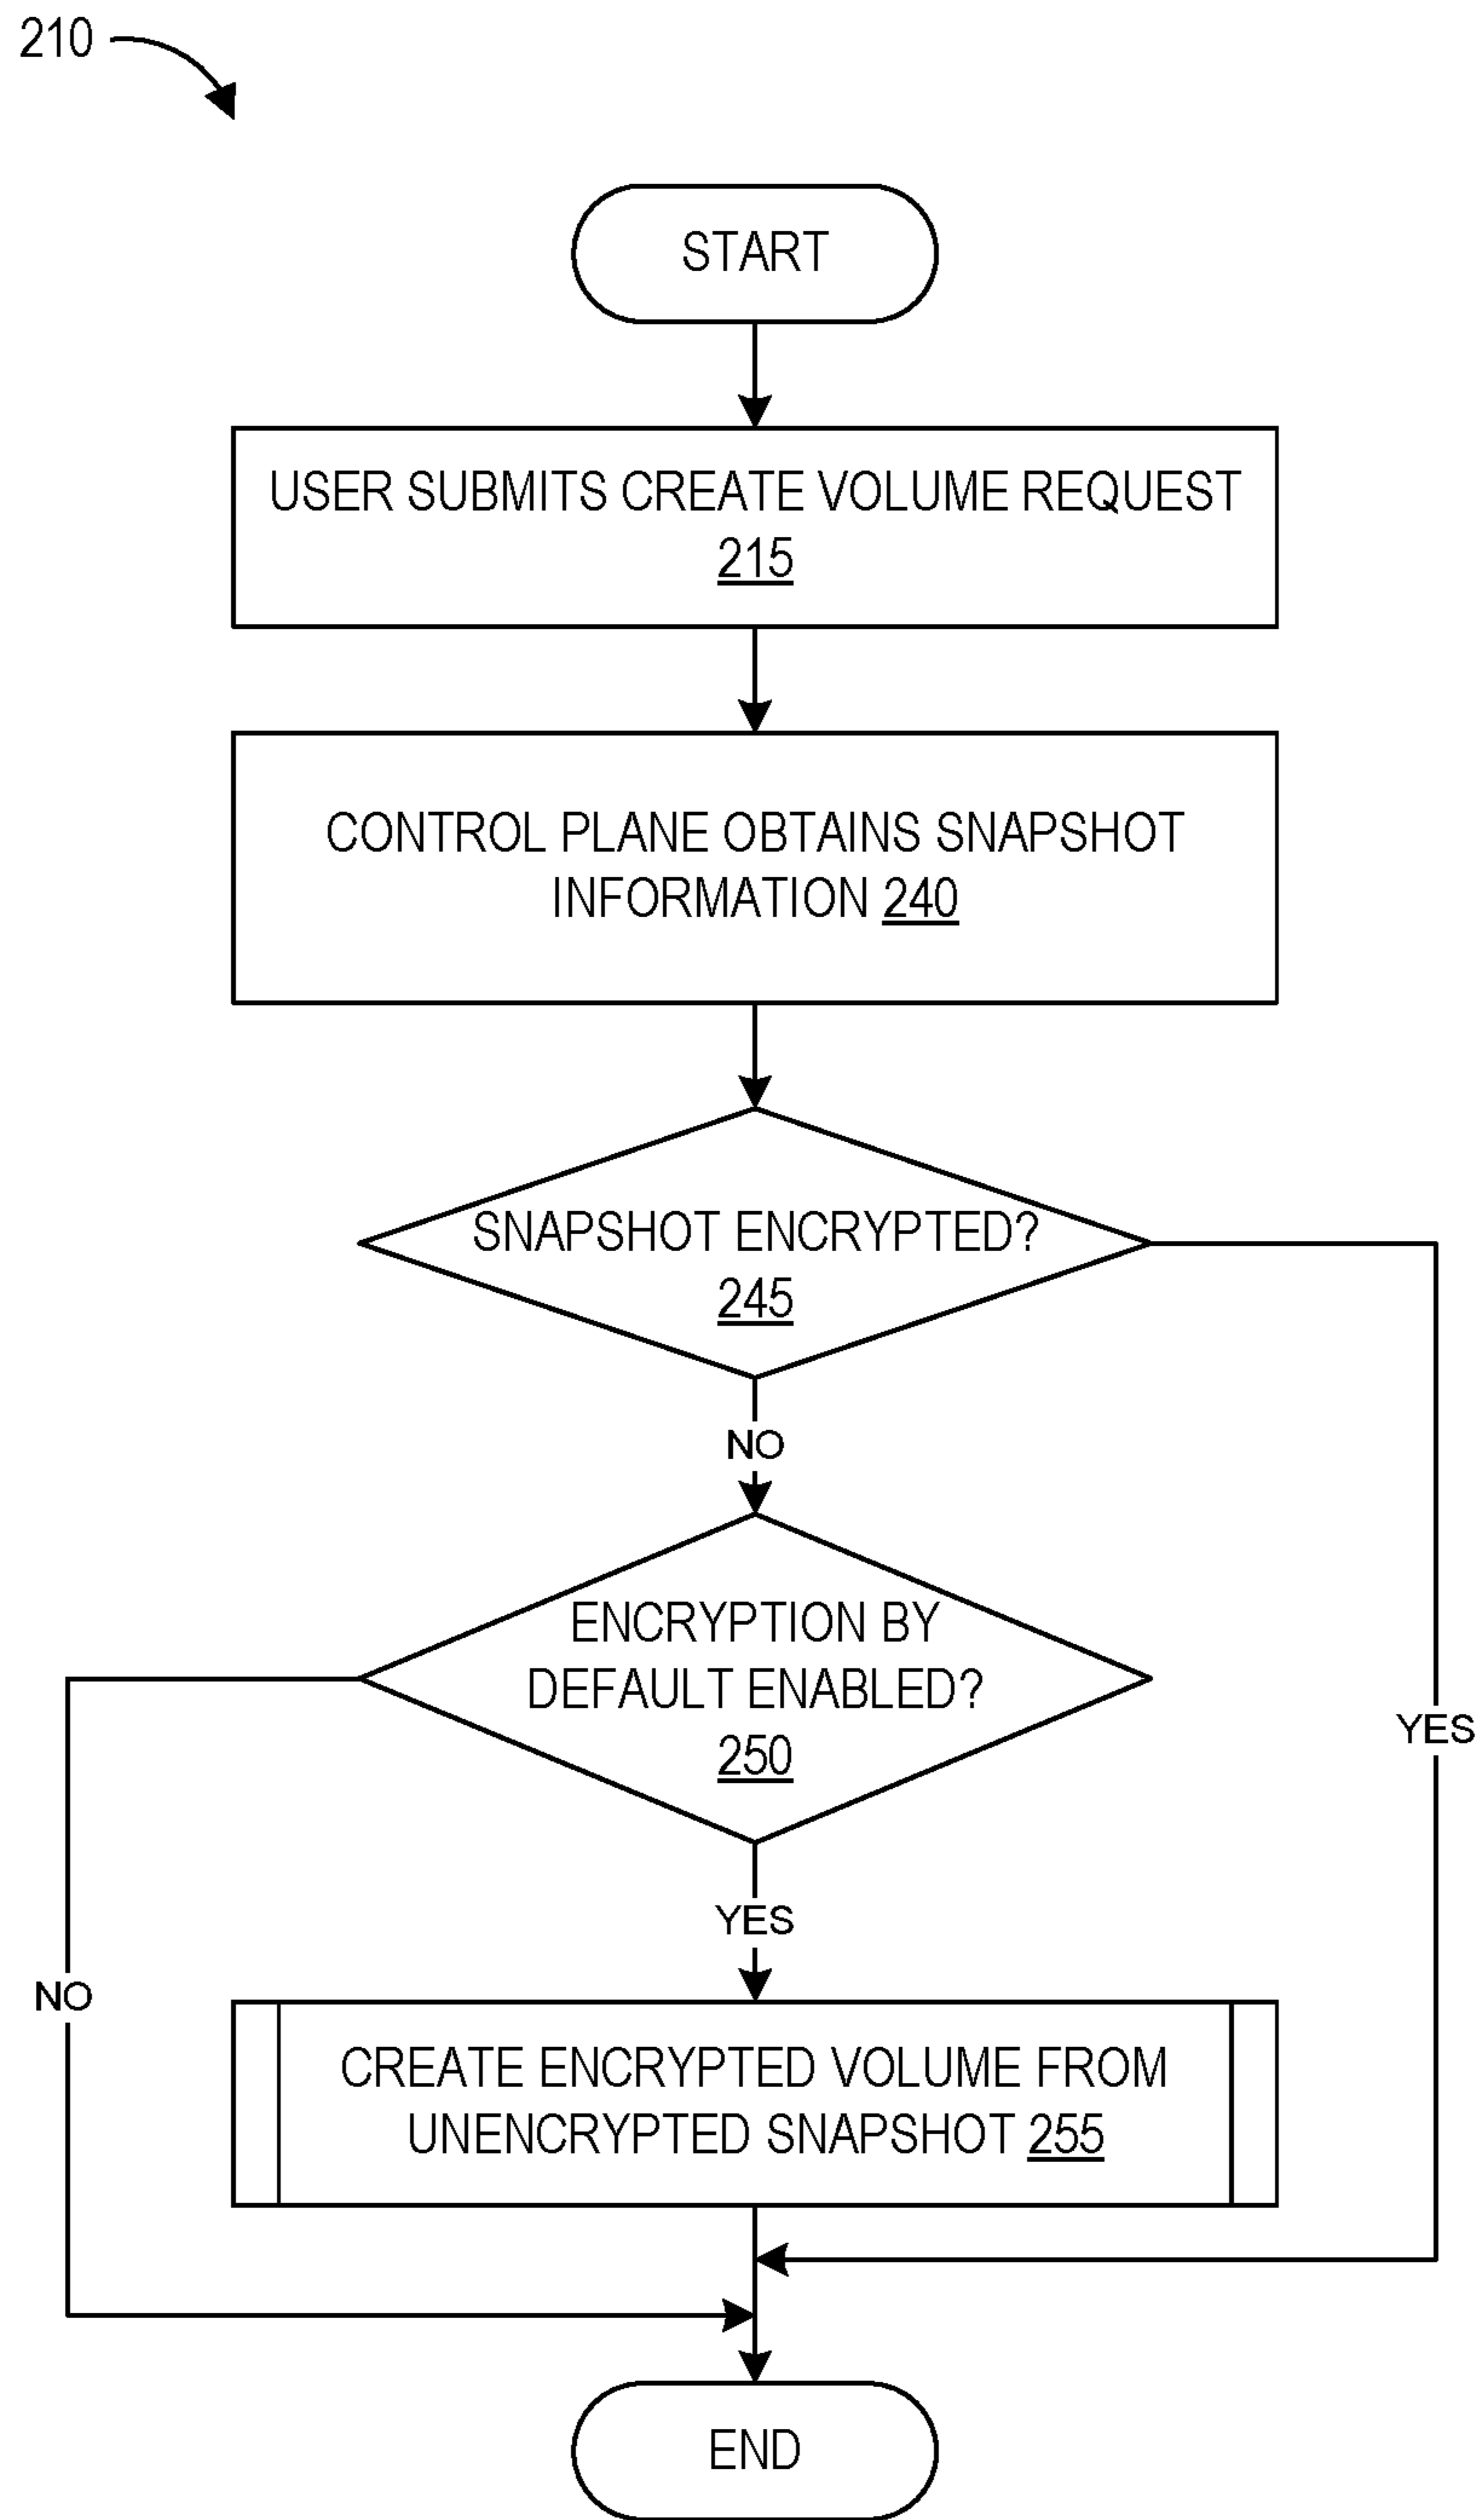 210
START
USER SUBMITS CREATE VOLUME REQUEST
215
CONTROL PLANE OBTAINS SNAPSHOT
INFORMATION 240
SNAPSHOT ENCRYPTED?
245
NO
ENCRYPTION BY
DEFAULT ENABLED?
250
YES
YES
NO
CREATE ENCRYPTED VOLUME FROM
UNENCRYPTED SNAPSHOT 255
END